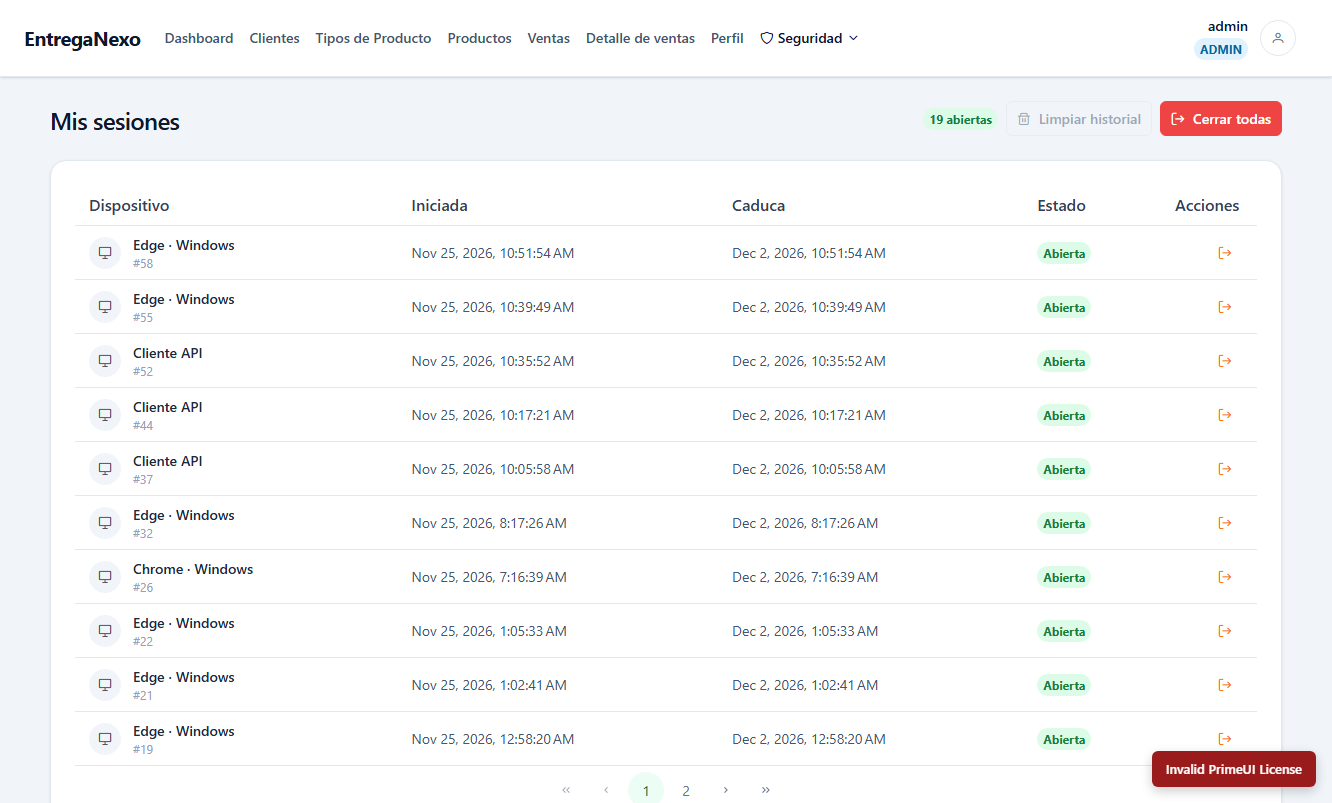 EntregaNexo Dashboard Clientes Tipos de Producto Productos Ventas Detalle de ventas Perfil Seguridad admin
ADMIN
Mis sesiones 19 abiertas Limpiar historial Cerrar todas
Dispositivo Iniciada Caduca Estado Acciones
Edge · Windows
#58 Nov 25, 2026, 10:51:54 AM Dec 2, 2026, 10:51:54 AM Abierta
Edge · Windows
#55 Nov 25, 2026, 10:39:49 AM Dec 2, 2026, 10:39:49 AM Abierta
Cliente API
#52 Nov 25, 2026, 10:35:52 AM Dec 2, 2026, 10:35:52 AM Abierta
Cliente API
#44 Nov 25, 2026, 10:17:21 AM Dec 2, 2026, 10:17:21 AM Abierta
Cliente API
#37 Nov 25, 2026, 10:05:58 AM Dec 2, 2026, 10:05:58 AM Abierta
Edge · Windows
#32 Nov 25, 2026, 8:17:26 AM Dec 2, 2026, 8:17:26 AM Abierta
Chrome · Windows
#26 Nov 25, 2026, 7:16:39 AM Dec 2, 2026, 7:16:39 AM Abierta
Edge · Windows
#22 Nov 25, 2026, 1:05:33 AM Dec 2, 2026, 1:05:33 AM Abierta
Edge · Windows
#21 Nov 25, 2026, 1:02:41 AM Dec 2, 2026, 1:02:41 AM Abierta
Edge · Windows
#19 Nov 25, 2026, 12:58:20 AM Dec 2, 2026, 12:58:20 AM Abierta
Invalid PrimeUI License
« ‹ 1 2 › »